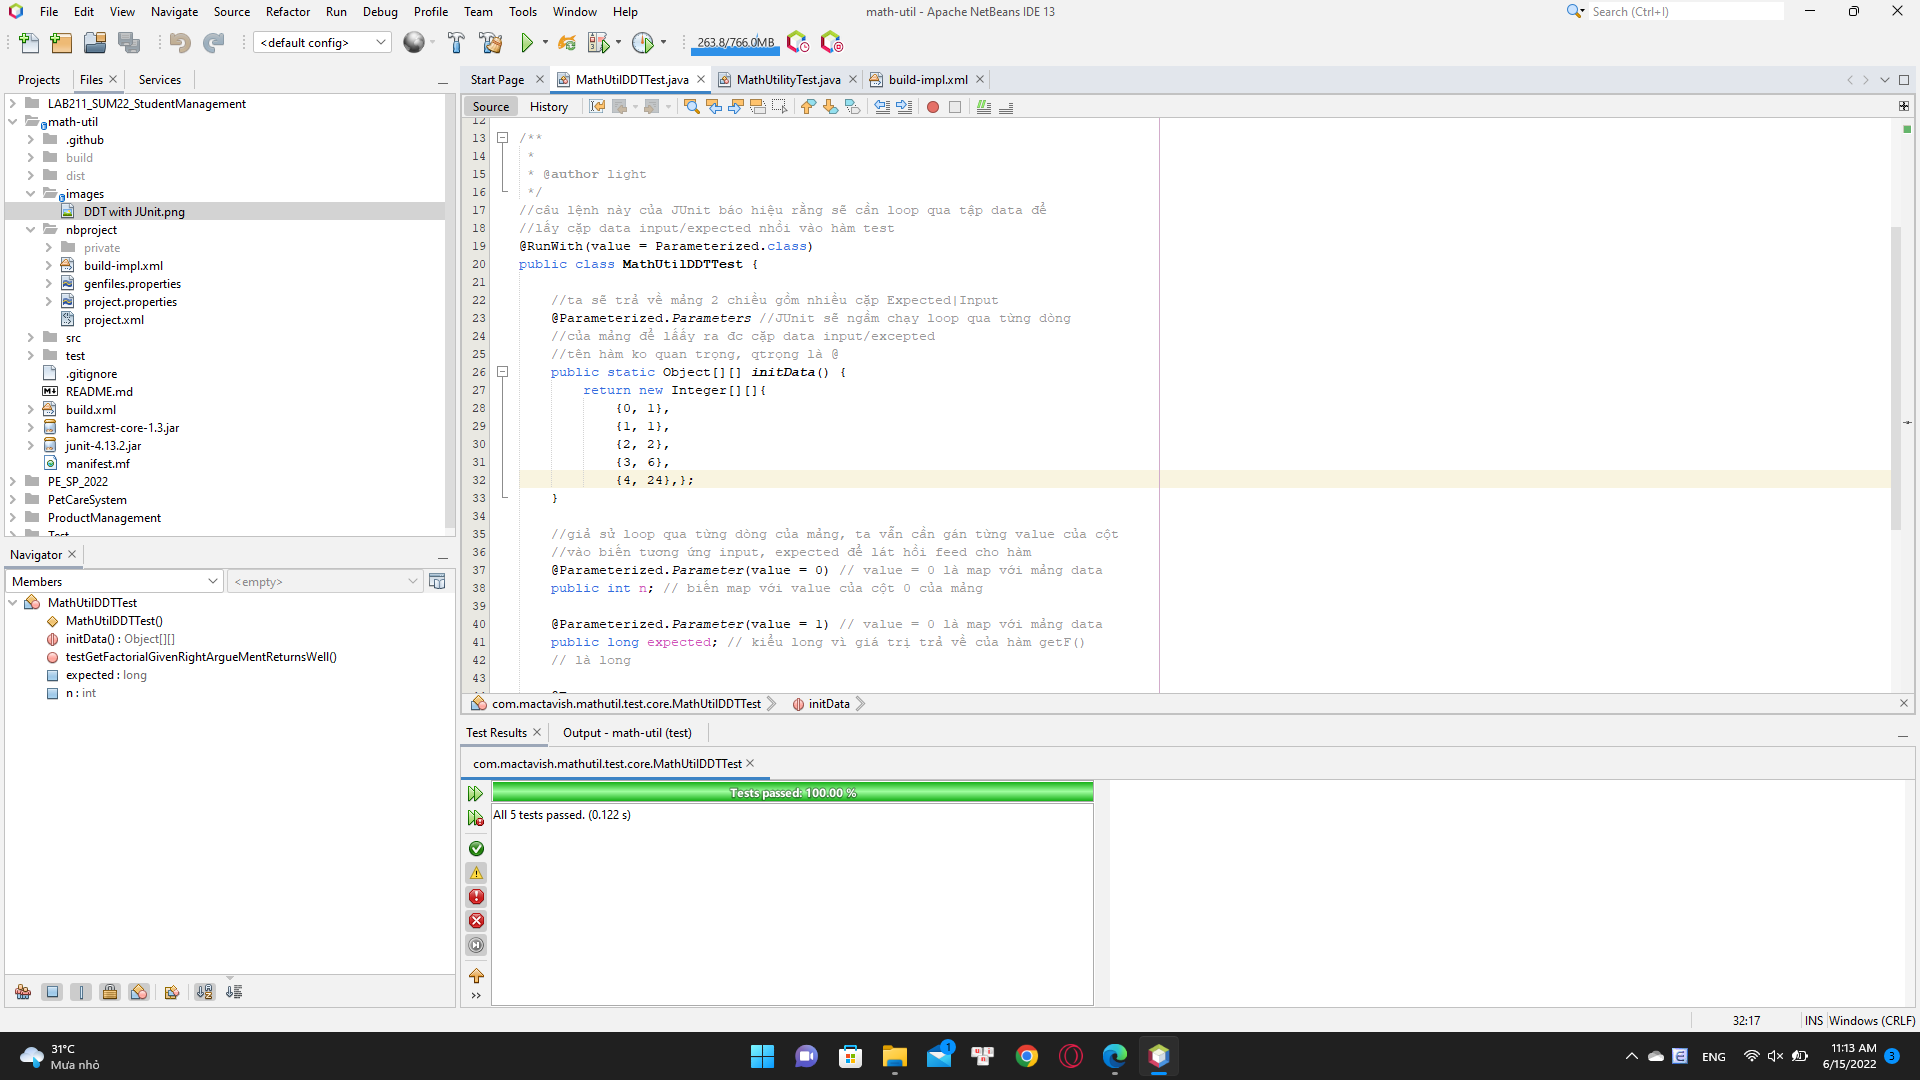 File Edit View Navigate Source Refactor Run Debug Profile Team Tools Window Help
math-util - Apache NetBeans IDE 13
Search (Ctrl+I)
<default config>
263.8/766.0MB
Projects Files Services
LAB211_SUM22_StudentManagement
math-util
.github
build
dist
images
DDT with JUnit.png
nbproject
private
build-impl.xml
genfiles.properties
project.properties
project.xml
src
test
.gitignore
README.md
build.xml
hamcrest-core-1.3.jar
junit-4.13.2.jar
manifest.mf
PE_SP_2022
PetCareSystem
ProductManagement
Test
Navigator
Members <empty>
MathUtilDDTTest
MathUtilDDTTest()
initData() : Object[][]
testGetFactorialGivenRightArgueMentReturnsWell()
expected : long
n : int
Start Page MathUtilDDTTest.java MathUtilityTest.java build-impl.xml
Source History
12
13 /**
14 *
15 * @author light
16 */
17 //câu lệnh này của JUnit báo hiệu rằng sẽ cần loop qua tập data để
18 //lấy cặp data input/expected nhồi vào hàm test
19 @RunWith(value = Parameterized.class)
20 public class MathUtilDDTTest {
21
22 //ta sẽ trả về mảng 2 chiều gồm nhiều cặp Expected|Input
23 @Parameterized.Parameters //JUnit sẽ ngầm chạy loop qua từng dòng
24 //của mảng để lấấy ra đc cặp data input/excepted
25 //tên hàm ko quan trọng, qtrọng là @
26 public static Object[][] initData() {
27 return new Integer[][]{
28 {0, 1},
29 {1, 1},
30 {2, 2},
31 {3, 6},
32 {4, 24},};
33 }
34
35 //giả sử loop qua từng dòng của mảng, ta vẫn cần gán từng value của cột
36 //vào biến tương ứng input, expected để lát hồi feed cho hàm
37 @Parameterized.Parameter(value = 0) // value = 0 là map với mảng data
38 public int n; // biến map với value của cột 0 của mảng
39
40 @Parameterized.Parameter(value = 1) // value = 0 là map với mảng data
41 public long expected; // kiểu long vì giá trị trả về của hàm getF()
42 // là long
43
com.mactavish.mathutil.test.core.MathUtilDDTTest initData
Test Results Output - math-util (test)
com.mactavish.mathutil.test.core.MathUtilDDTTest
Tests passed: 100.00 %
All 5 tests passed. (0.122 s)
32:17 INS Windows (CRLF)
31°C
Mưa nhỏ
1
ENG
11:13 AM
6/15/2022
3